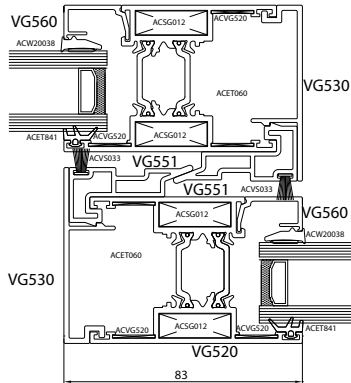 VG560 ACSG012 ACVG520
ACW20038
VG530
ACET060
ACET841 ACVG520 ACSG012
ACVS033 VG551
VG551 ACVS033
ACSG012 VG560
ACW20038
ACET060
VG530
ACVG520 ACSG012 ACVG520 ACET841
VG520
83